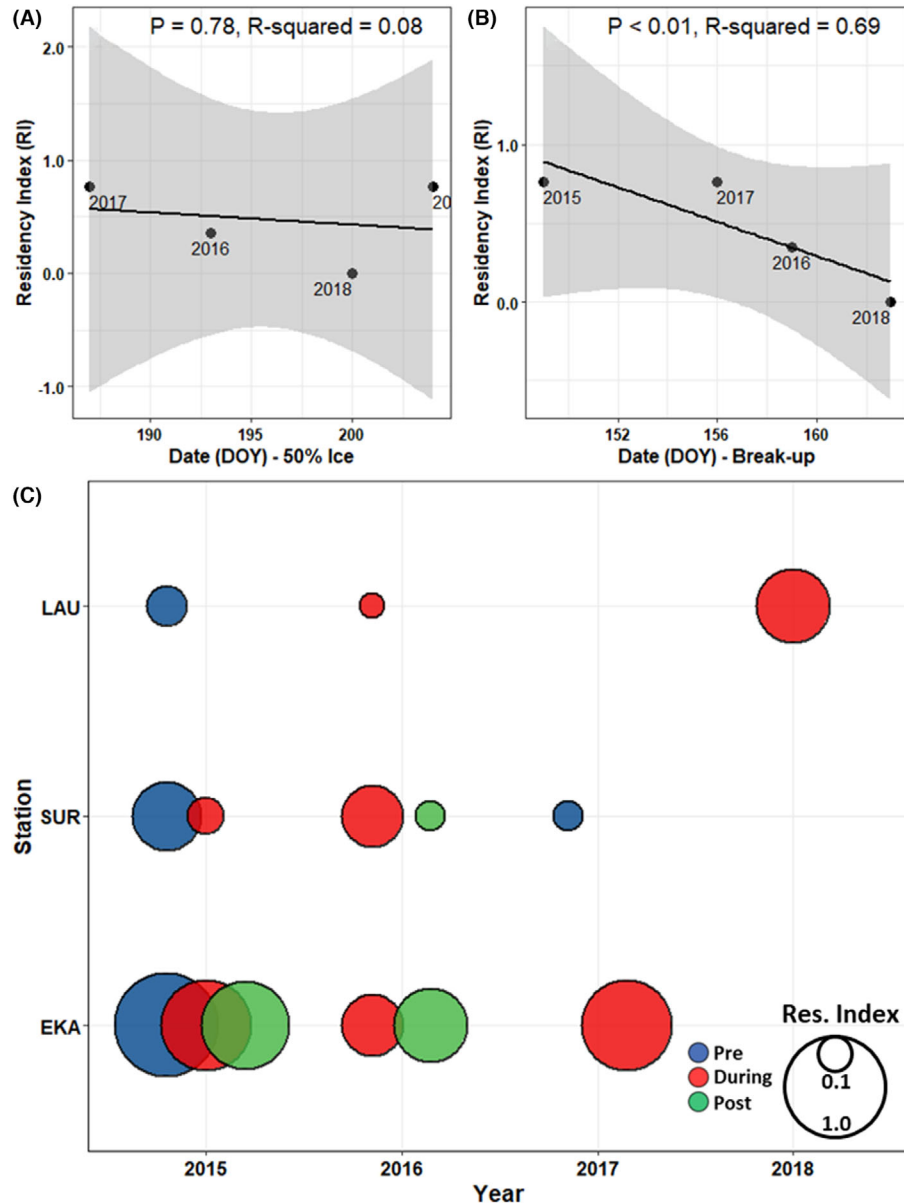 (A)
P = 0.78, R-squared = 0.08
2.0
1.0
0.0
-1.0
Residency Index (RI)
2017
2016
2018
20
190
195
200
Date (DOY) - 50% Ice
(B)
P < 0.01, R-squared = 0.69
1.0
0.0
Residency Index (RI)
2015
2017
2016
2018
152
156
160
Date (DOY) - Break-up
(C)
LAU
SUR
EKA
Station
Pre
During
Post
Res. Index
0.1
1.0
2015
2016
2017
2018
Year